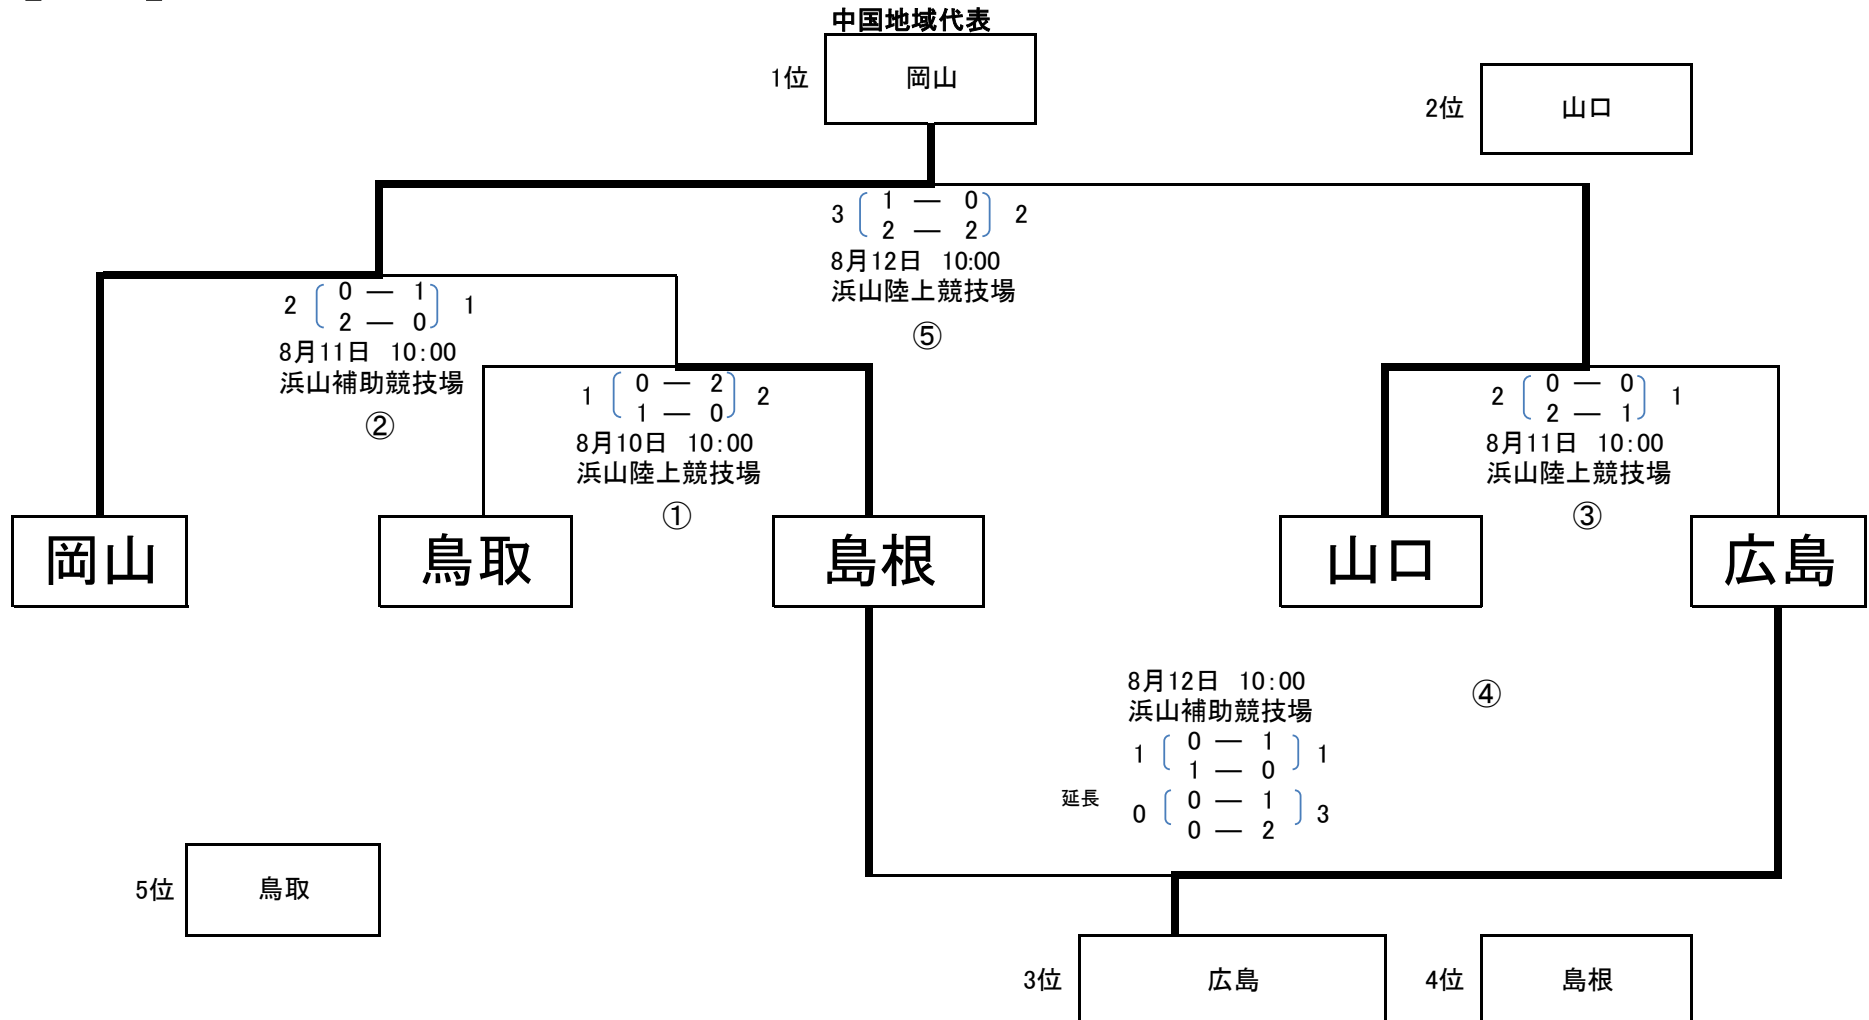 中国地域代表
1位 岡山
2位 山口
3 1 ― 0 2
2 ― 2
8月12日 10:00
浜山陸上競技場
⑤
2 0 ― 1 1
2 ― 0
8月11日 10:00
浜山補助競技場
②
1 0 ― 2 2
1 ― 0
8月10日 10:00
浜山陸上競技場
①
2 0 ― 0 1
2 ― 1
8月11日 10:00
浜山陸上競技場
③
岡山 鳥取 島根 山口 広島
8月12日 10:00
浜山補助競技場
④
1 0 ― 1 1
1 ― 0
延長 0 0 ― 1 3
0 ― 2
5位 鳥取
3位 広島
4位 島根